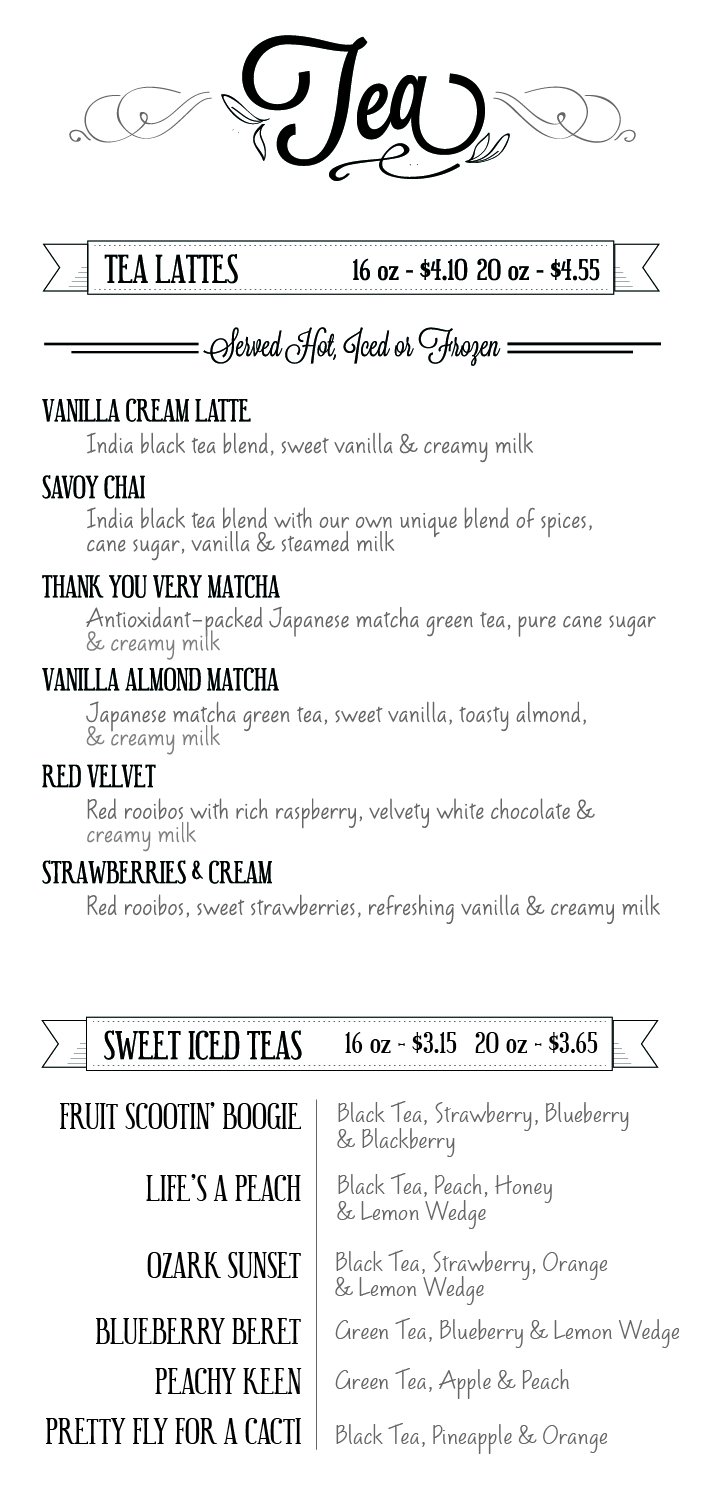 Tea
TEA LATTES 16 oz - $4.10 20 oz - $4.55
Served Hot, Iced or Frozen
VANILLA CREAM LATTE
India black tea blend, sweet vanilla & creamy milk
SAVOY CHAI
India black tea blend with our own unique blend of spices,
cane sugar, vanilla & steamed milk
THANK YOU VERY MATCHA
Antioxidant-packed Japanese matcha green tea, pure cane sugar
& creamy milk
VANILLA ALMOND MATCHA
Japanese matcha green tea, sweet vanilla, toasty almond,
& creamy milk
RED VELVET
Red rooibos with rich raspberry, velvety white chocolate &
creamy milk
STRAWBERRIES & CREAM
Red rooibos, sweet strawberries, refreshing vanilla & creamy milk
SWEET ICED TEAS 16 oz - $3.15 20 oz - $3.65
FRUIT SCOOTIN' BOOGIE Black Tea, Strawberry, Blueberry
& Blackberry
LIFE'S A PEACH Black Tea, Peach, Honey
& Lemon Wedge
OZARK SUNSET Black Tea, Strawberry, Orange
& Lemon Wedge
BLUEBERRY BERET Green Tea, Blueberry & Lemon Wedge
PEACHY KEEN Green Tea, Apple & Peach
PRETTY FLY FOR A CACTI Black Tea, Pineapple & Orange